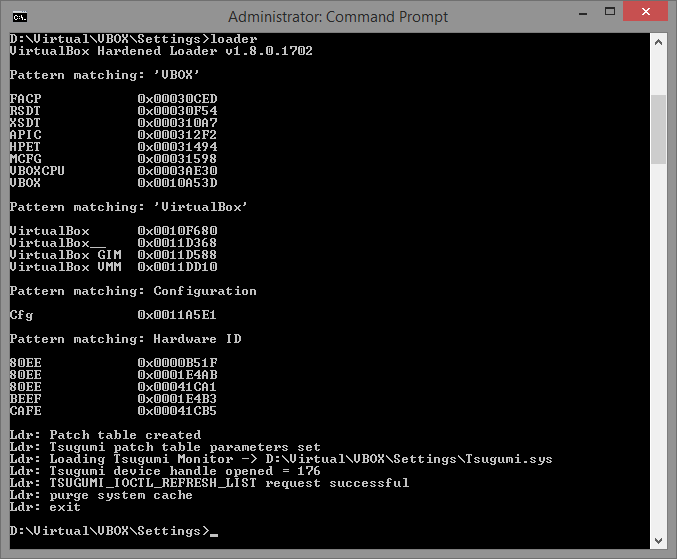 Administrator: Command Prompt
D:\Virtual\VBOX\Settings>loader
VirtualBox Hardened Loader v1.8.0.1702
Pattern matching: 'VBOX'
FACP 0x00030CED
RSDT 0x00030F54
XSDT 0x000310A7
APIC 0x000312F2
HPET 0x00031494
MCFG 0x00031598
VBOXCPU 0x0003AE30
VBOX 0x0010A53D
Pattern matching: 'VirtualBox'
VirtualBox 0x0010F680
VirtualBox__ 0x0011D368
VirtualBox GIM 0x0011D588
VirtualBox VMM 0x0011DD10
Pattern matching: Configuration
Cfg 0x0011A5E1
Pattern matching: Hardware ID
80EE 0x0000B51F
80EE 0x0001E4AB
80EE 0x00041CA1
BEEF 0x0001E4B3
CAFE 0x00041CB5
Ldr: Patch table created
Ldr: Tsugumi patch table parameters set
Ldr: Loading Tsugumi Monitor -> D:\Virtual\VBOX\Settings\Tsugumi.sys
Ldr: Tsugumi device handle opened = 176
Ldr: TSUGUMI_IOCTL_REFRESH_LIST request successful
Ldr: purge system cache
Ldr: exit
D:\Virtual\VBOX\Settings>_